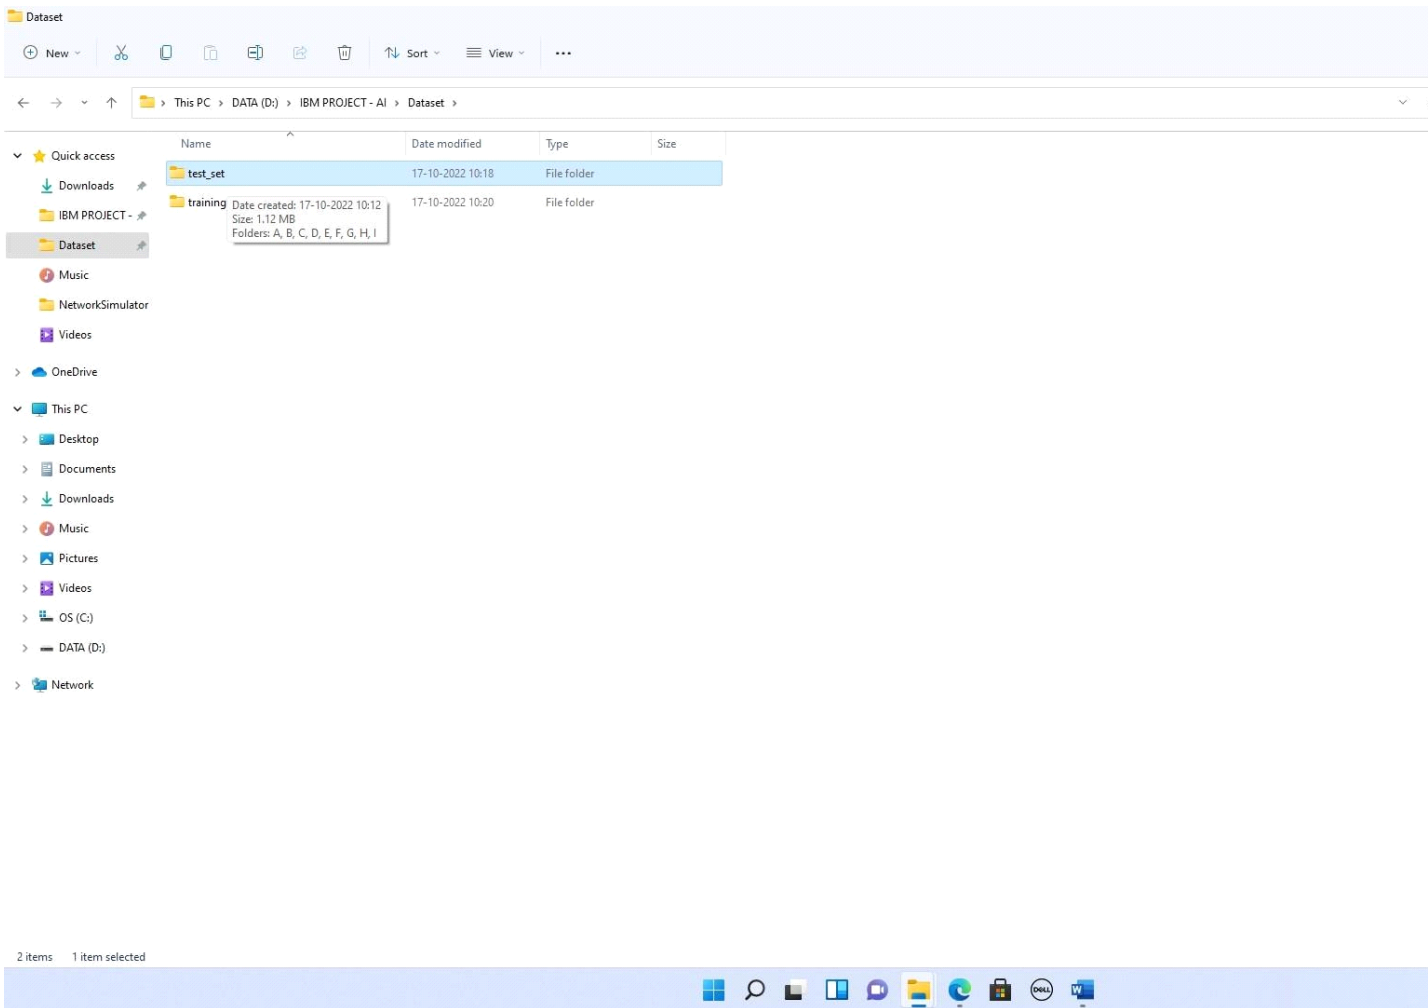 Dataset
New
Sort
View
This PC
DATA (D:)
IBM PROJECT - AI
Dataset
Name
Date modified
Type
Size
Quick access
Downloads
IBM PROJECT -
Dataset
Music
NetworkSimulator
Videos
OneDrive
This PC
Desktop
Documents
Downloads
Music
Pictures
Videos
OS (C:)
DATA (D:)
Network
test_set 17-10-2022 10:18 File folder
training 17-10-2022 10:20 File folder
Date created: 17-10-2022 10:12
Size: 1.12 MB
Folders: A, B, C, D, E, F, G, H, I
2 items 1 item selected
DELL
W